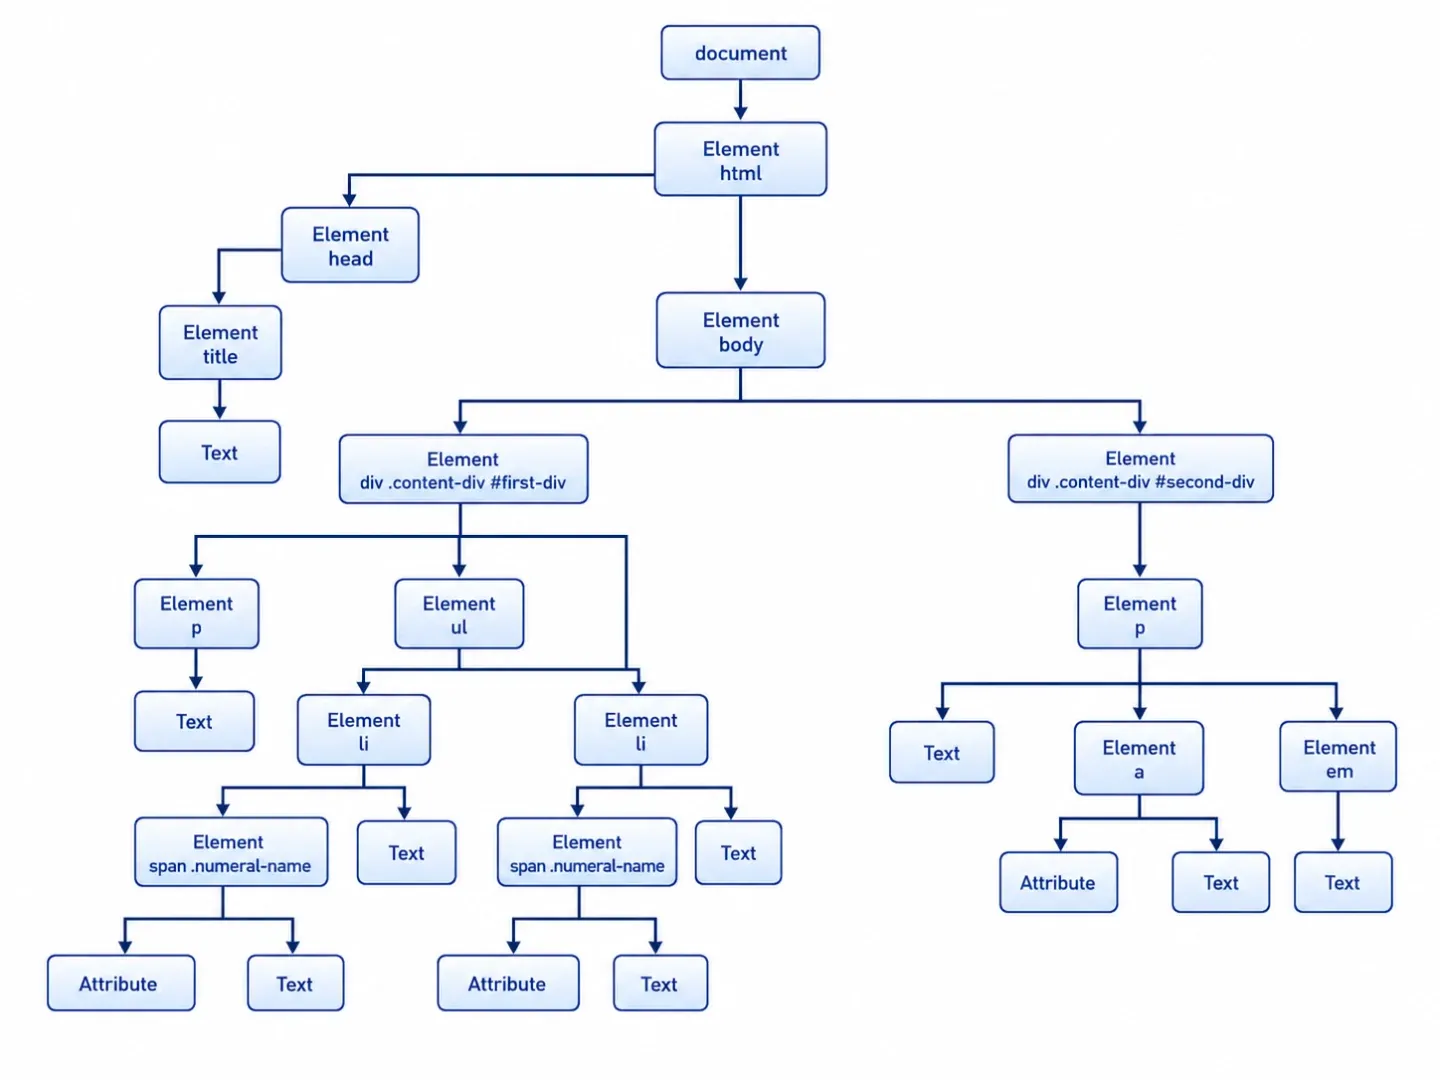 document
Element
html
Element
head
Element
title
Element
body
Text
Element
div .content-div #first-div
Element
div .content-div #second-div
Element
p
Element
ul
Element
p
Text
Element
li
Element
li
Text
Element
a
Element
em
Element
span .numeral-name
Text
Element
span .numeral-name
Text
Attribute
Text
Text
Attribute
Text
Attribute
Text